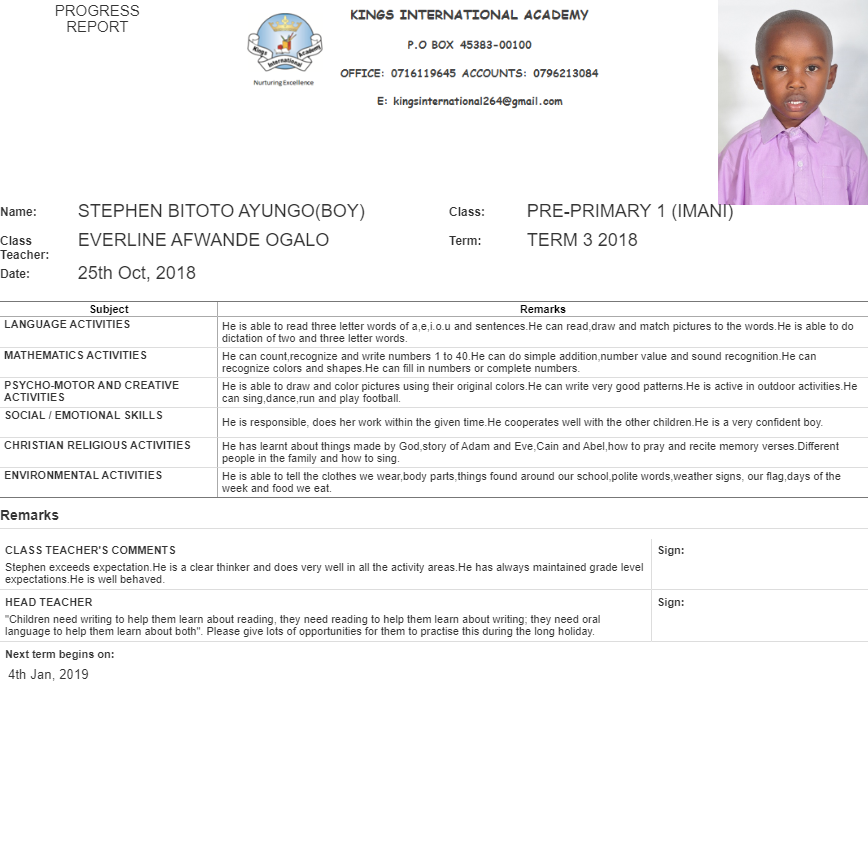 PROGRESS
REPORT
Kings Academy
International
Nurturing Excellence
KINGS INTERNATIONAL ACADEMY
P.O BOX 45383-00100
OFFICE: 0716119645 ACCOUNTS: 0796213084
E: kingsinternational264@gmail.com
Name: STEPHEN BITOTO AYUNGO(BOY) Class: PRE-PRIMARY 1 (IMANI)
Class Teacher: EVERLINE AFWANDE OGALO Term: TERM 3 2018
Date: 25th Oct, 2018
Subject Remarks
LANGUAGE ACTIVITIES
He is able to read three letter words of a,e,i.o.u and sentences.He can read,draw and match pictures to the words.He is able to do
dictation of two and three letter words.
MATHEMATICS ACTIVITIES
He can count,recognize and write numbers 1 to 40.He can do simple addition,number value and sound recognition.He can
recognize colors and shapes.He can fill in numbers or complete numbers.
PSYCHO-MOTOR AND CREATIVE
ACTIVITIES
He is able to draw and color pictures using their original colors.He can write very good patterns.He is active in outdoor activities.He
can sing,dance,run and play football.
SOCIAL / EMOTIONAL SKILLS
He is responsible, does her work within the given time.He cooperates well with the other children.He is a very confident boy.
CHRISTIAN RELIGIOUS ACTIVITIES
He has learnt about things made by God,story of Adam and Eve,Cain and Abel,how to pray and recite memory verses.Different
people in the family and how to sing.
ENVIRONMENTAL ACTIVITIES
He is able to tell the clothes we wear,body parts,things found around our school,polite words,weather signs, our flag,days of the
week and food we eat.
Remarks
CLASS TEACHER'S COMMENTS
Stephen exceeds expectation.He is a clear thinker and does very well in all the activity areas.He has always maintained grade level
expectations.He is well behaved.
Sign:
HEAD TEACHER
"Children need writing to help them learn about reading, they need reading to help them learn about writing; they need oral
language to help them learn about both". Please give lots of opportunities for them to practise this during the long holiday.
Sign:
Next term begins on:
4th Jan, 2019